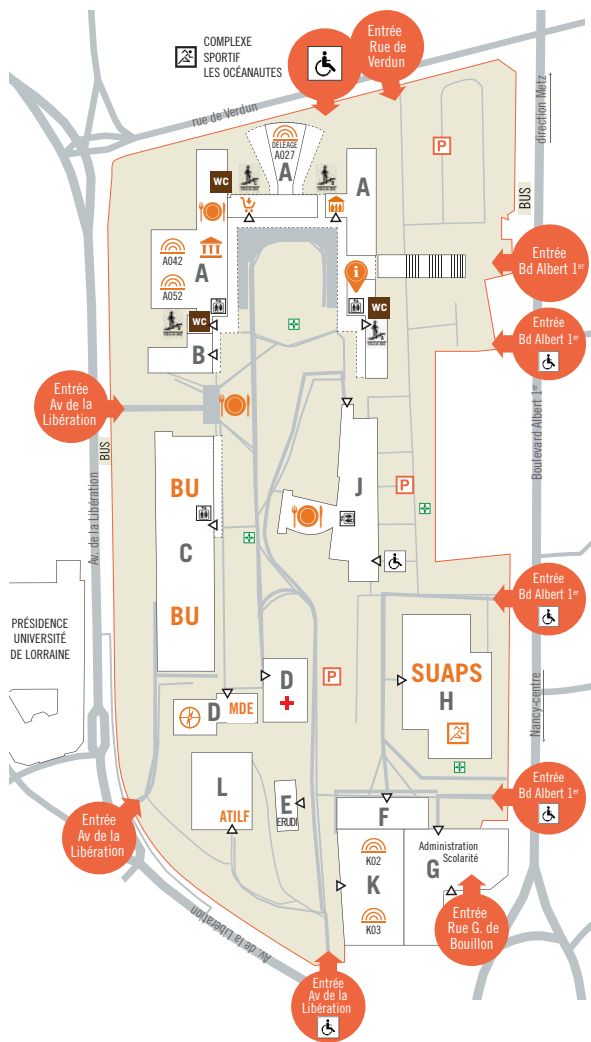 COMPLEXE
SPORTIF
LES OCÉANAUTES
Entrée
Rue de
Verdun
rue de Verdun
direction Metz
P
DELEAGE
A027
A
A
WC
BUS
A042
A
A052
i
Entrée
Bd Albert 1er
WC
WC
B
Entrée
Bd Albert 1er
Entrée
Av de la
Libération
BUS
Av. de la Libération
Boulevard Albert 1er
BU
C
BU
J
P
Entrée
Bd Albert 1er
PRÉSIDENCE
UNIVERSITÉ
DE LORRAINE
D
P
SUAPS
H
D
MDE
Nancy-centre
L
ATILF
E
ERUDI
Entrée
Bd Albert 1er
F
Entrée
Av de la
Libération
K02
K
K03
Administration
Scolarité
G
Entrée
Rue G. de
Bouillon
Av. de la Libération
Entrée
Av de la
Libération